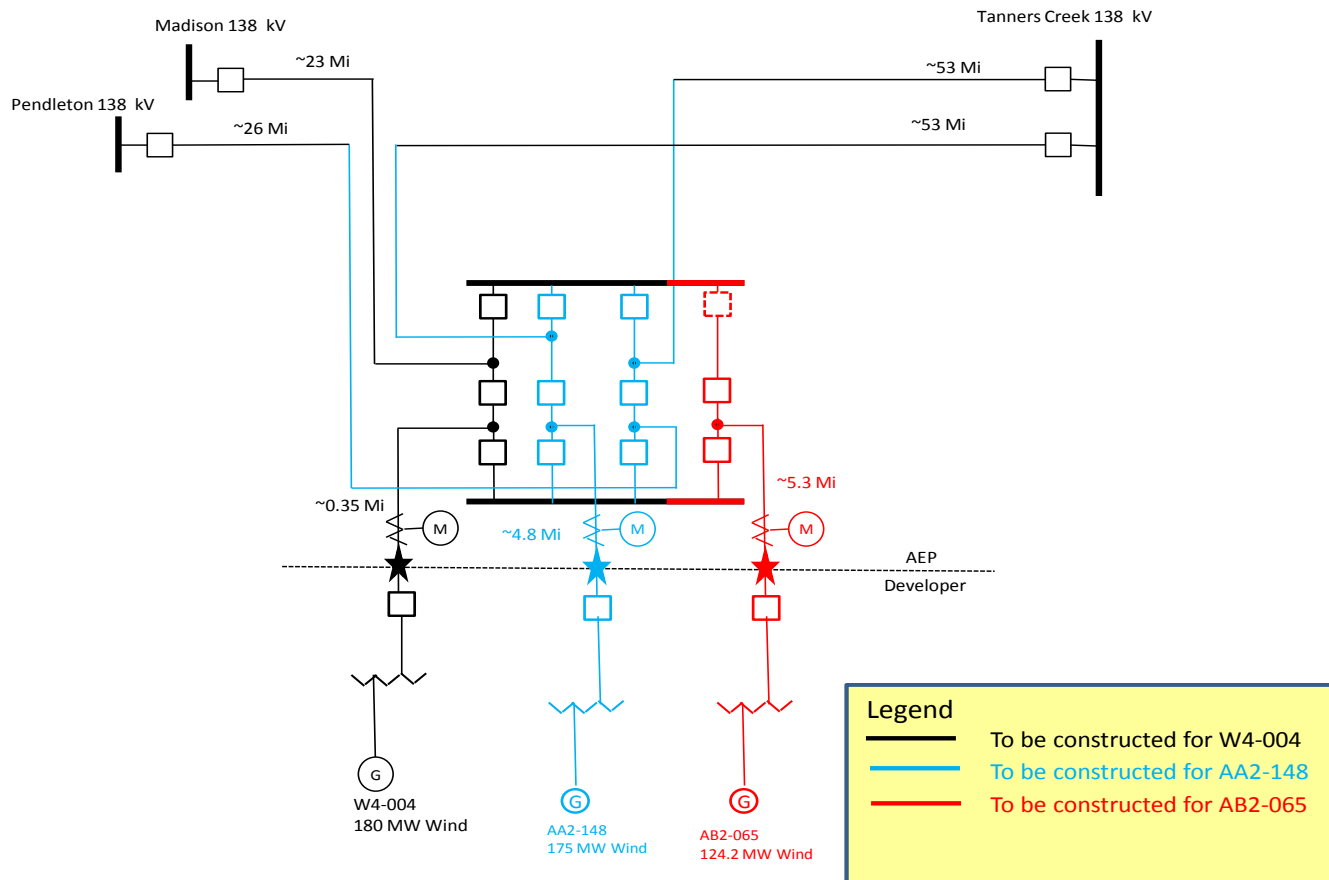 Madison 138 kV
Tanners Creek 138 kV
~23 Mi
~53 Mi
Pendleton 138 kV
~26 Mi
~53 Mi
~0.35 Mi
M
~4.8 Mi
M
~5.3 Mi
M
AEP
Developer
G
W4-004
180 MW Wind
G
AA2-148
175 MW Wind
G
AB2-065
124.2 MW Wind
Legend
To be constructed for W4-004
To be constructed for AA2-148
To be constructed for AB2-065